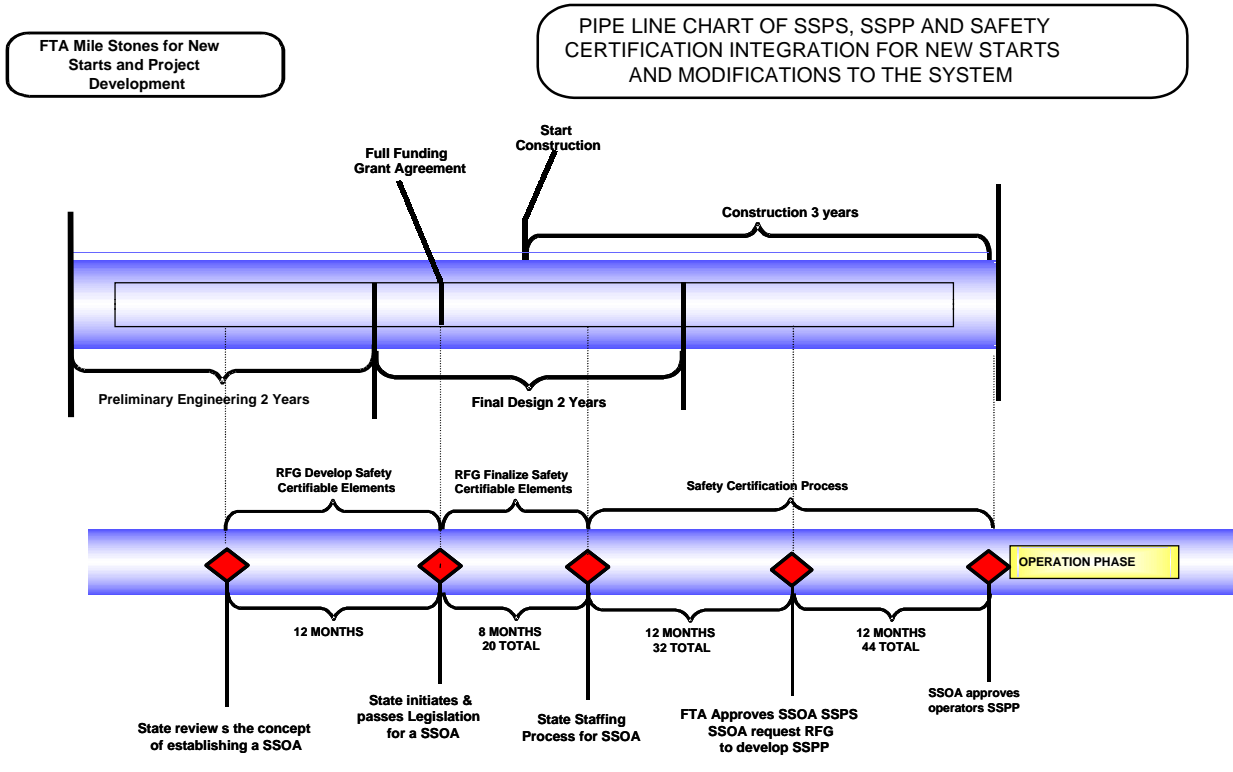 FTA Mile Stones for New
Starts and Project
Development
PIPE LINE CHART OF SSPS, SSPP AND SAFETY
CERTIFICATION INTEGRATION FOR NEW STARTS
AND MODIFICATIONS TO THE SYSTEM
Start
Construction
Full Funding
Grant Agreement
Construction 3 years
Preliminary Engineering 2 Years
Final Design 2 Years
RFG Develop Safety
Certifiable Elements
RFG Finalize Safety
Certifiable Elements
Safety Certification Process
OPERATION PHASE
12 MONTHS
8 MONTHS
20 TOTAL
12 MONTHS
32 TOTAL
12 MONTHS
44 TOTAL
State review s the concept
of establishing a SSOA
State initiates &
passes Legislation
for a SSOA
State Staffing
Process for SSOA
FTA Approves SSOA SSPS
SSOA request RFG
to develop SSPP
SSOA approves
operators SSPP